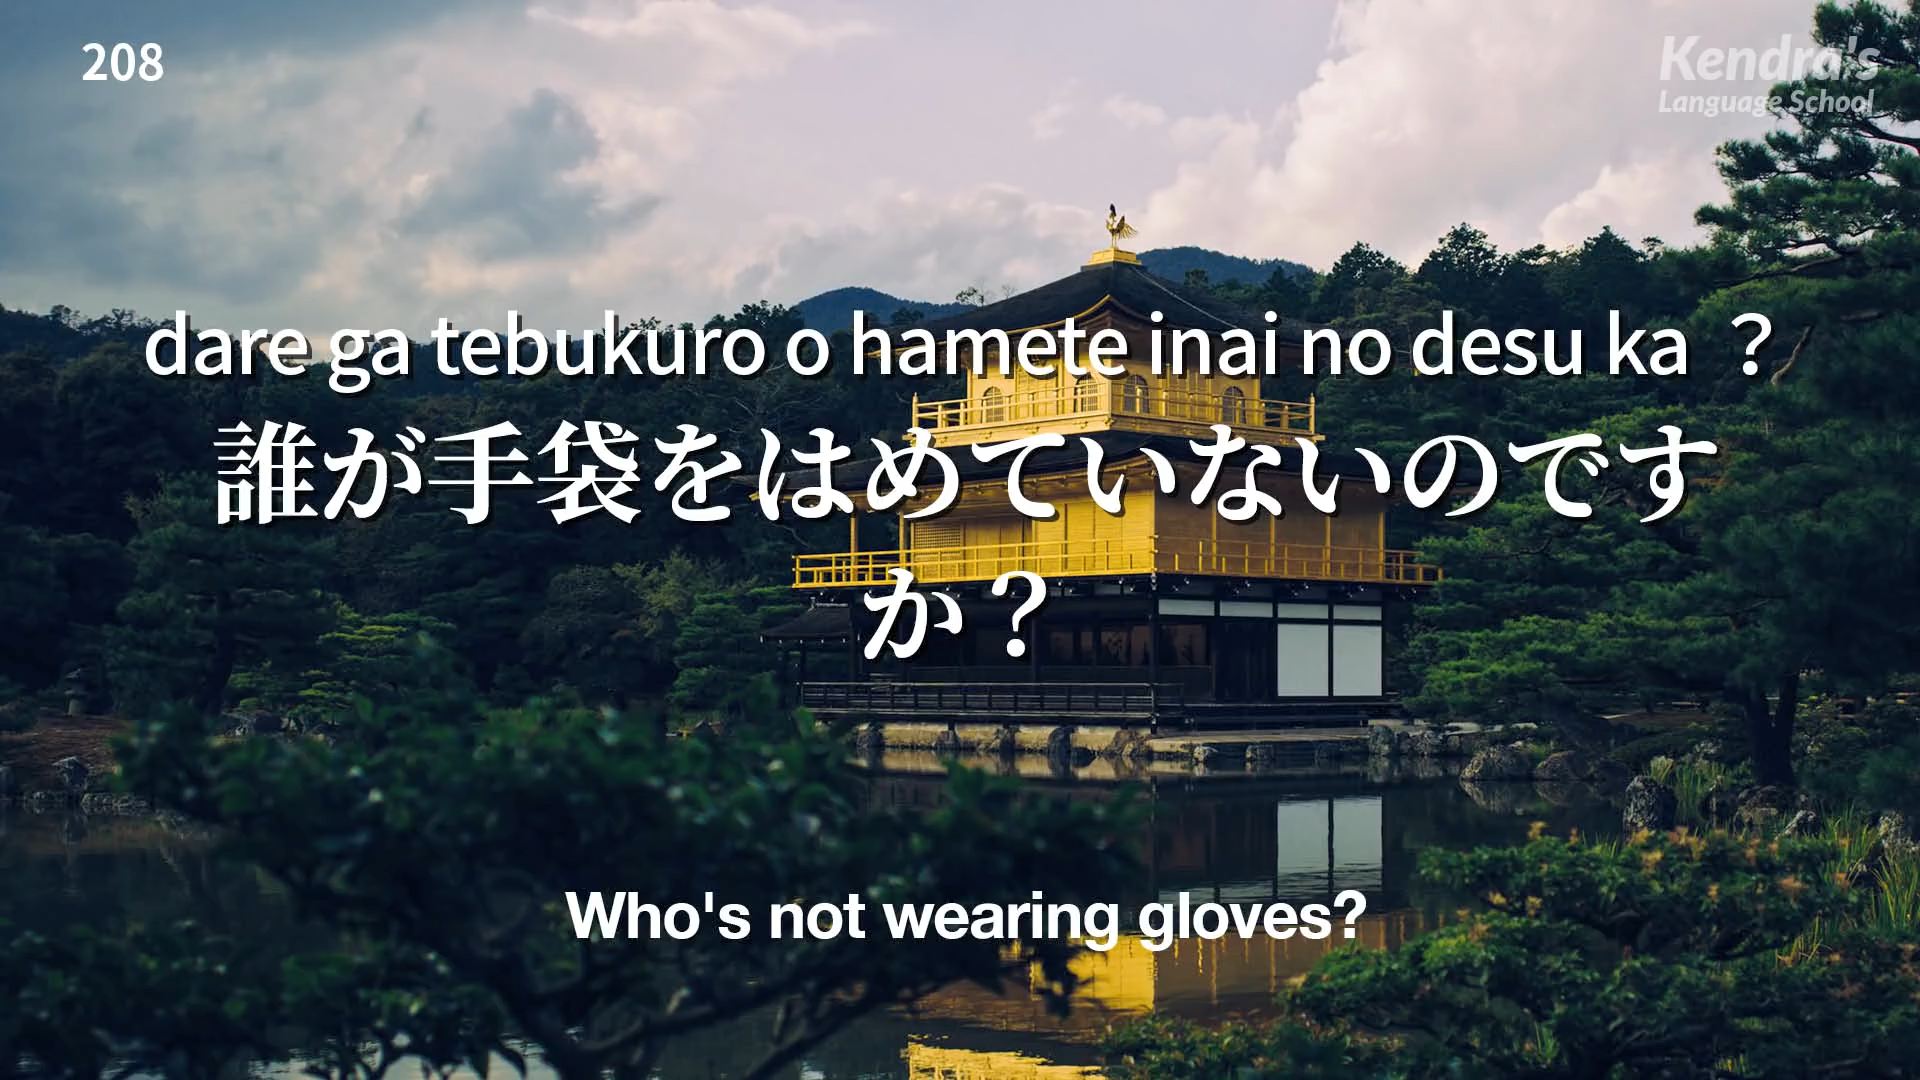 208
Kendra's
Language School
dare ga tebukuro o hamete inai no desu ka ？
誰が手袋をはめていないのです
か？
Who's not wearing gloves?